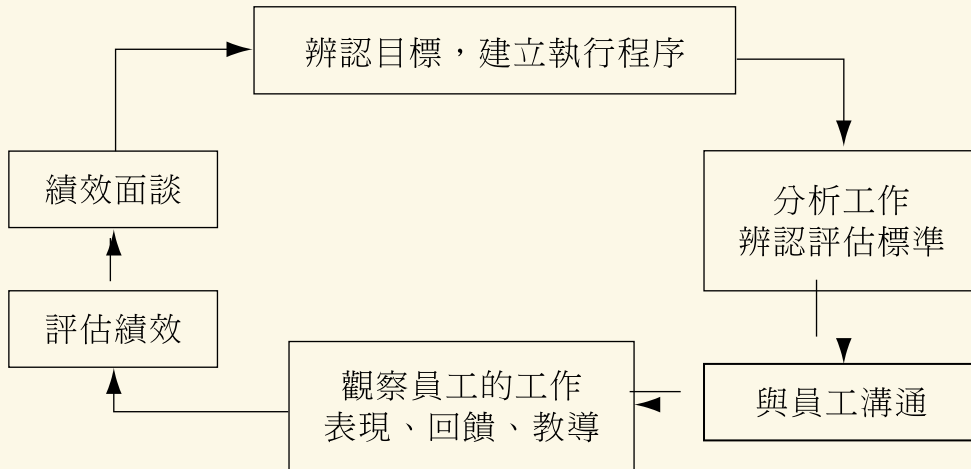 辨認目標，建立執行程序
分析工作
辨認評估標準
與員工溝通
觀察員工的工作
表現、回饋、教導
評估績效
績效面談